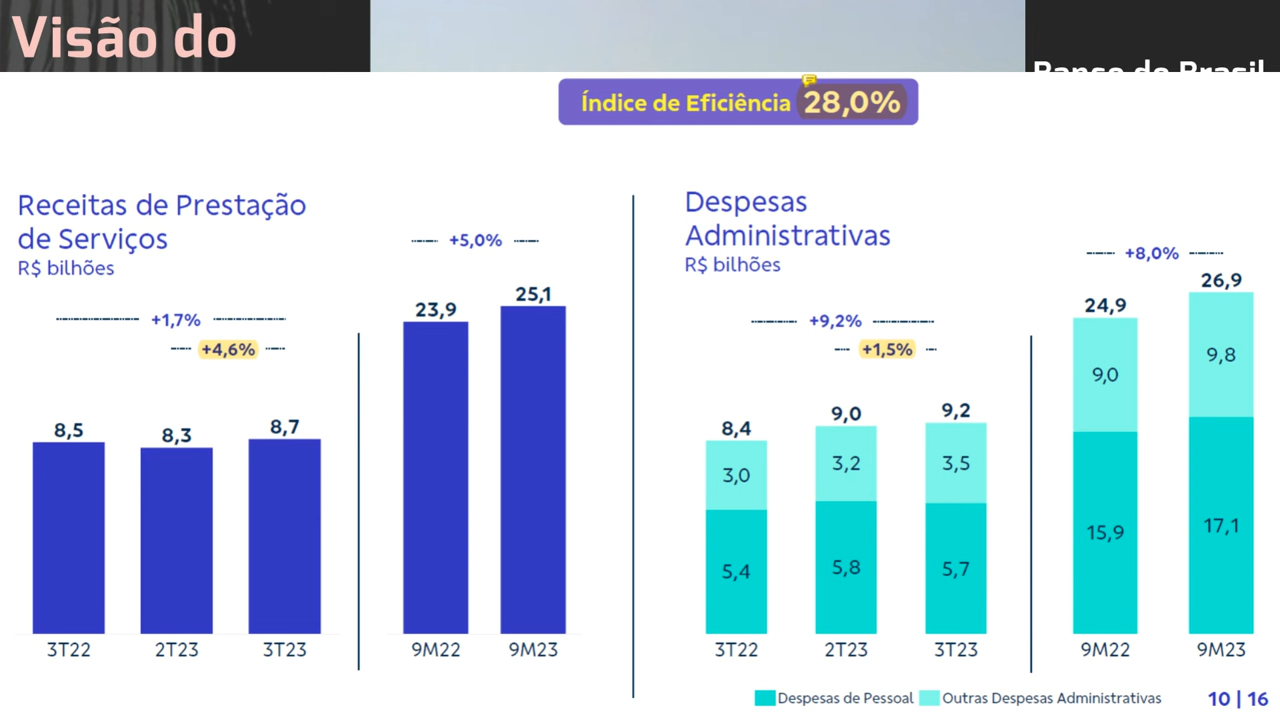 Visão do
Banco do Brasil
Índice de Eficiência 28,0%
Receitas de Prestação
de Serviços
R$ bilhões
+1,7%
+4,6%
+5,0%
8,5
8,3
8,7
23,9
25,1
3T22
2T23
3T23
9M22
9M23
Despesas
Administrativas
R$ bilhões
+9,2%
+1,5%
+8,0%
8,4
9,0
9,2
24,9
26,9
3,0
3,2
3,5
9,0
9,8
5,4
5,8
5,7
15,9
17,1
3T22
2T23
3T23
9M22
9M23
Despesas de Pessoal
Outras Despesas Administrativas
10 | 16